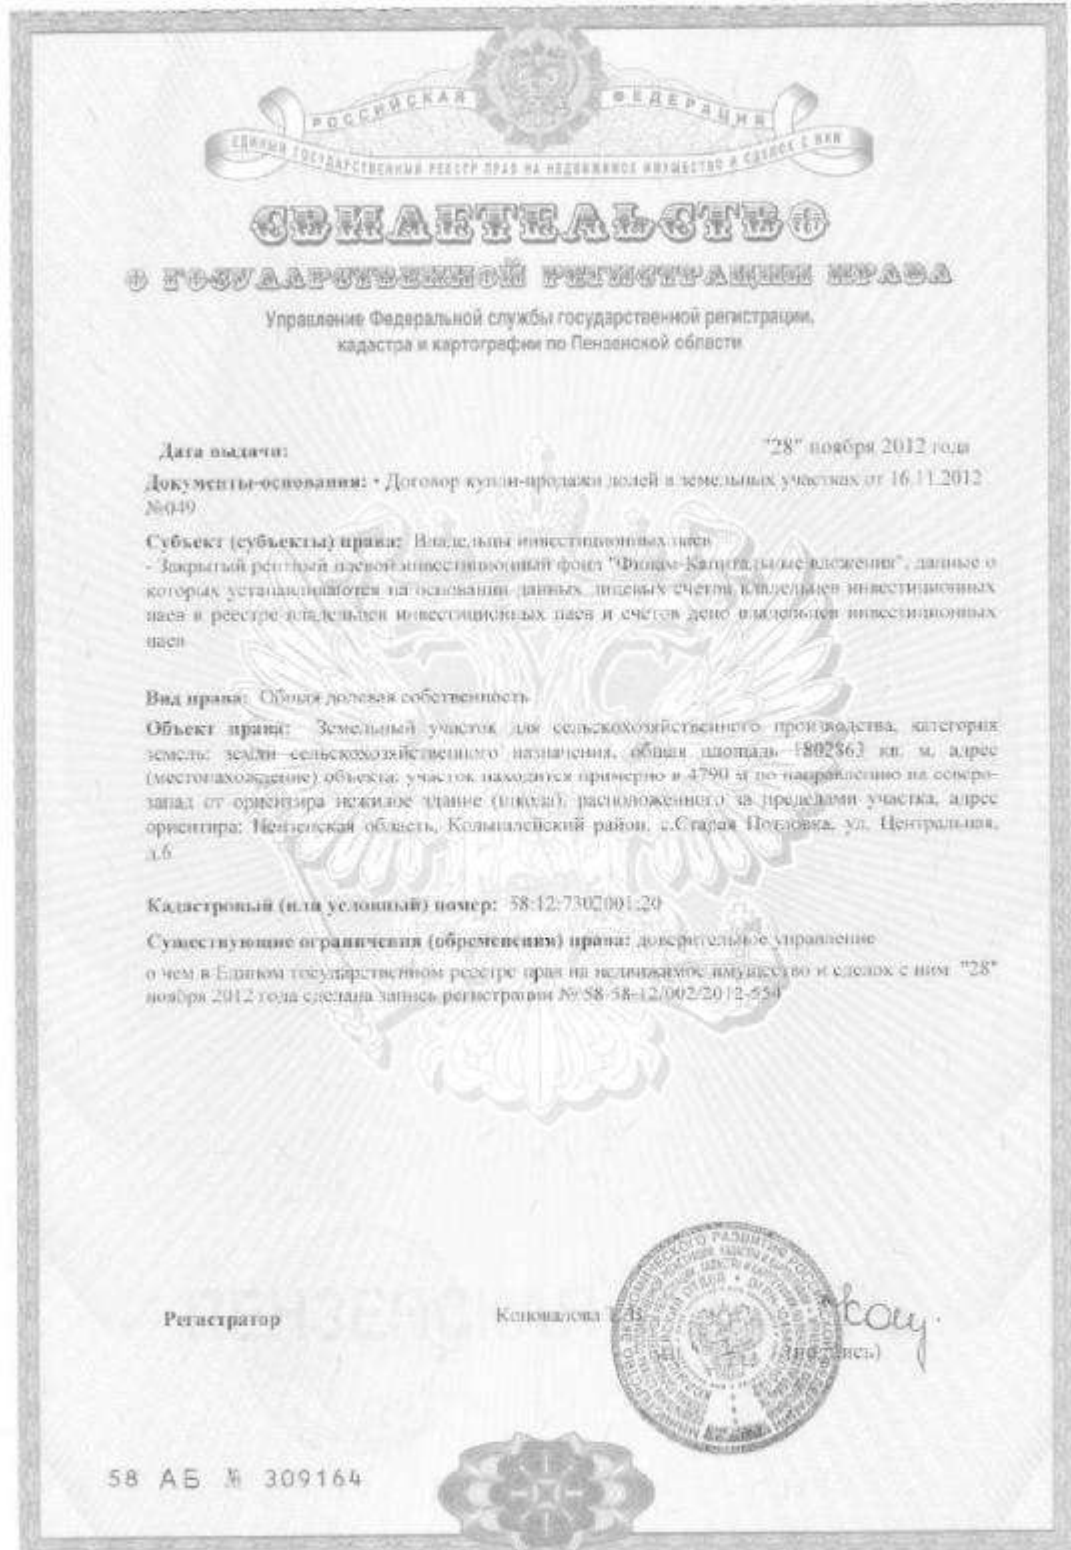 РОССИЙСКАЯ ФЕДЕРАЦИЯ
ЕДИНЫЙ ГОСУДАРСТВЕННЫЙ РЕЕСТР ПРАВ НА НЕДВИЖИМОЕ ИМУЩЕСТВО И СДЕЛОК С НИМ
СВИДЕТЕЛЬСТВО
О ГОСУДАРСТВЕННОЙ РЕГИСТРАЦИИ ПРАВА
Управление Федеральной службы государственной регистрации,
кадастра и картографии по Пензенской области
Дата выдачи: "28" ноября 2012 года
Документы-основания: • Договор купли-продажи долей в земельных участках от 16.11.2012
№049
Субъект (субъекты) права: Владельцы инвестиционных паев
- Закрытый рентный паевой инвестиционный фонд "Финам-Капитальные вложения", данные о
которых устанавливаются на основании данных лицевых счетов владельцев инвестиционных
паев в реестре владельцев инвестиционных паев и счетов депо владельцев инвестиционных
паев
Вид права: Общая долевая собственность
Объект права: Земельный участок для сельскохозяйственного производства, категория
земель: земли сельскохозяйственного назначения, общая площадь 1802863 кв. м, адрес
(местонахождение) объекта: участок находится примерно в 4790 м по направлению на северо-
запад от ориентира нежилое здание (школа), расположенного за пределами участка, адрес
ориентира: Пензенская область, Колышлейский район, с.Старая Потловка, ул. Центральная,
д.6
Кадастровый (или условный) номер: 58:12:7302001:20
Существующие ограничения (обременения) права: доверительное управление
о чем в Едином государственном реестре прав на недвижимое имущество и сделок с ним "28"
ноября 2012 года сделана запись регистрации № 58-58-12/002/2012-554
Регистратор Коновалова
(подпись)
58 АБ № 309164